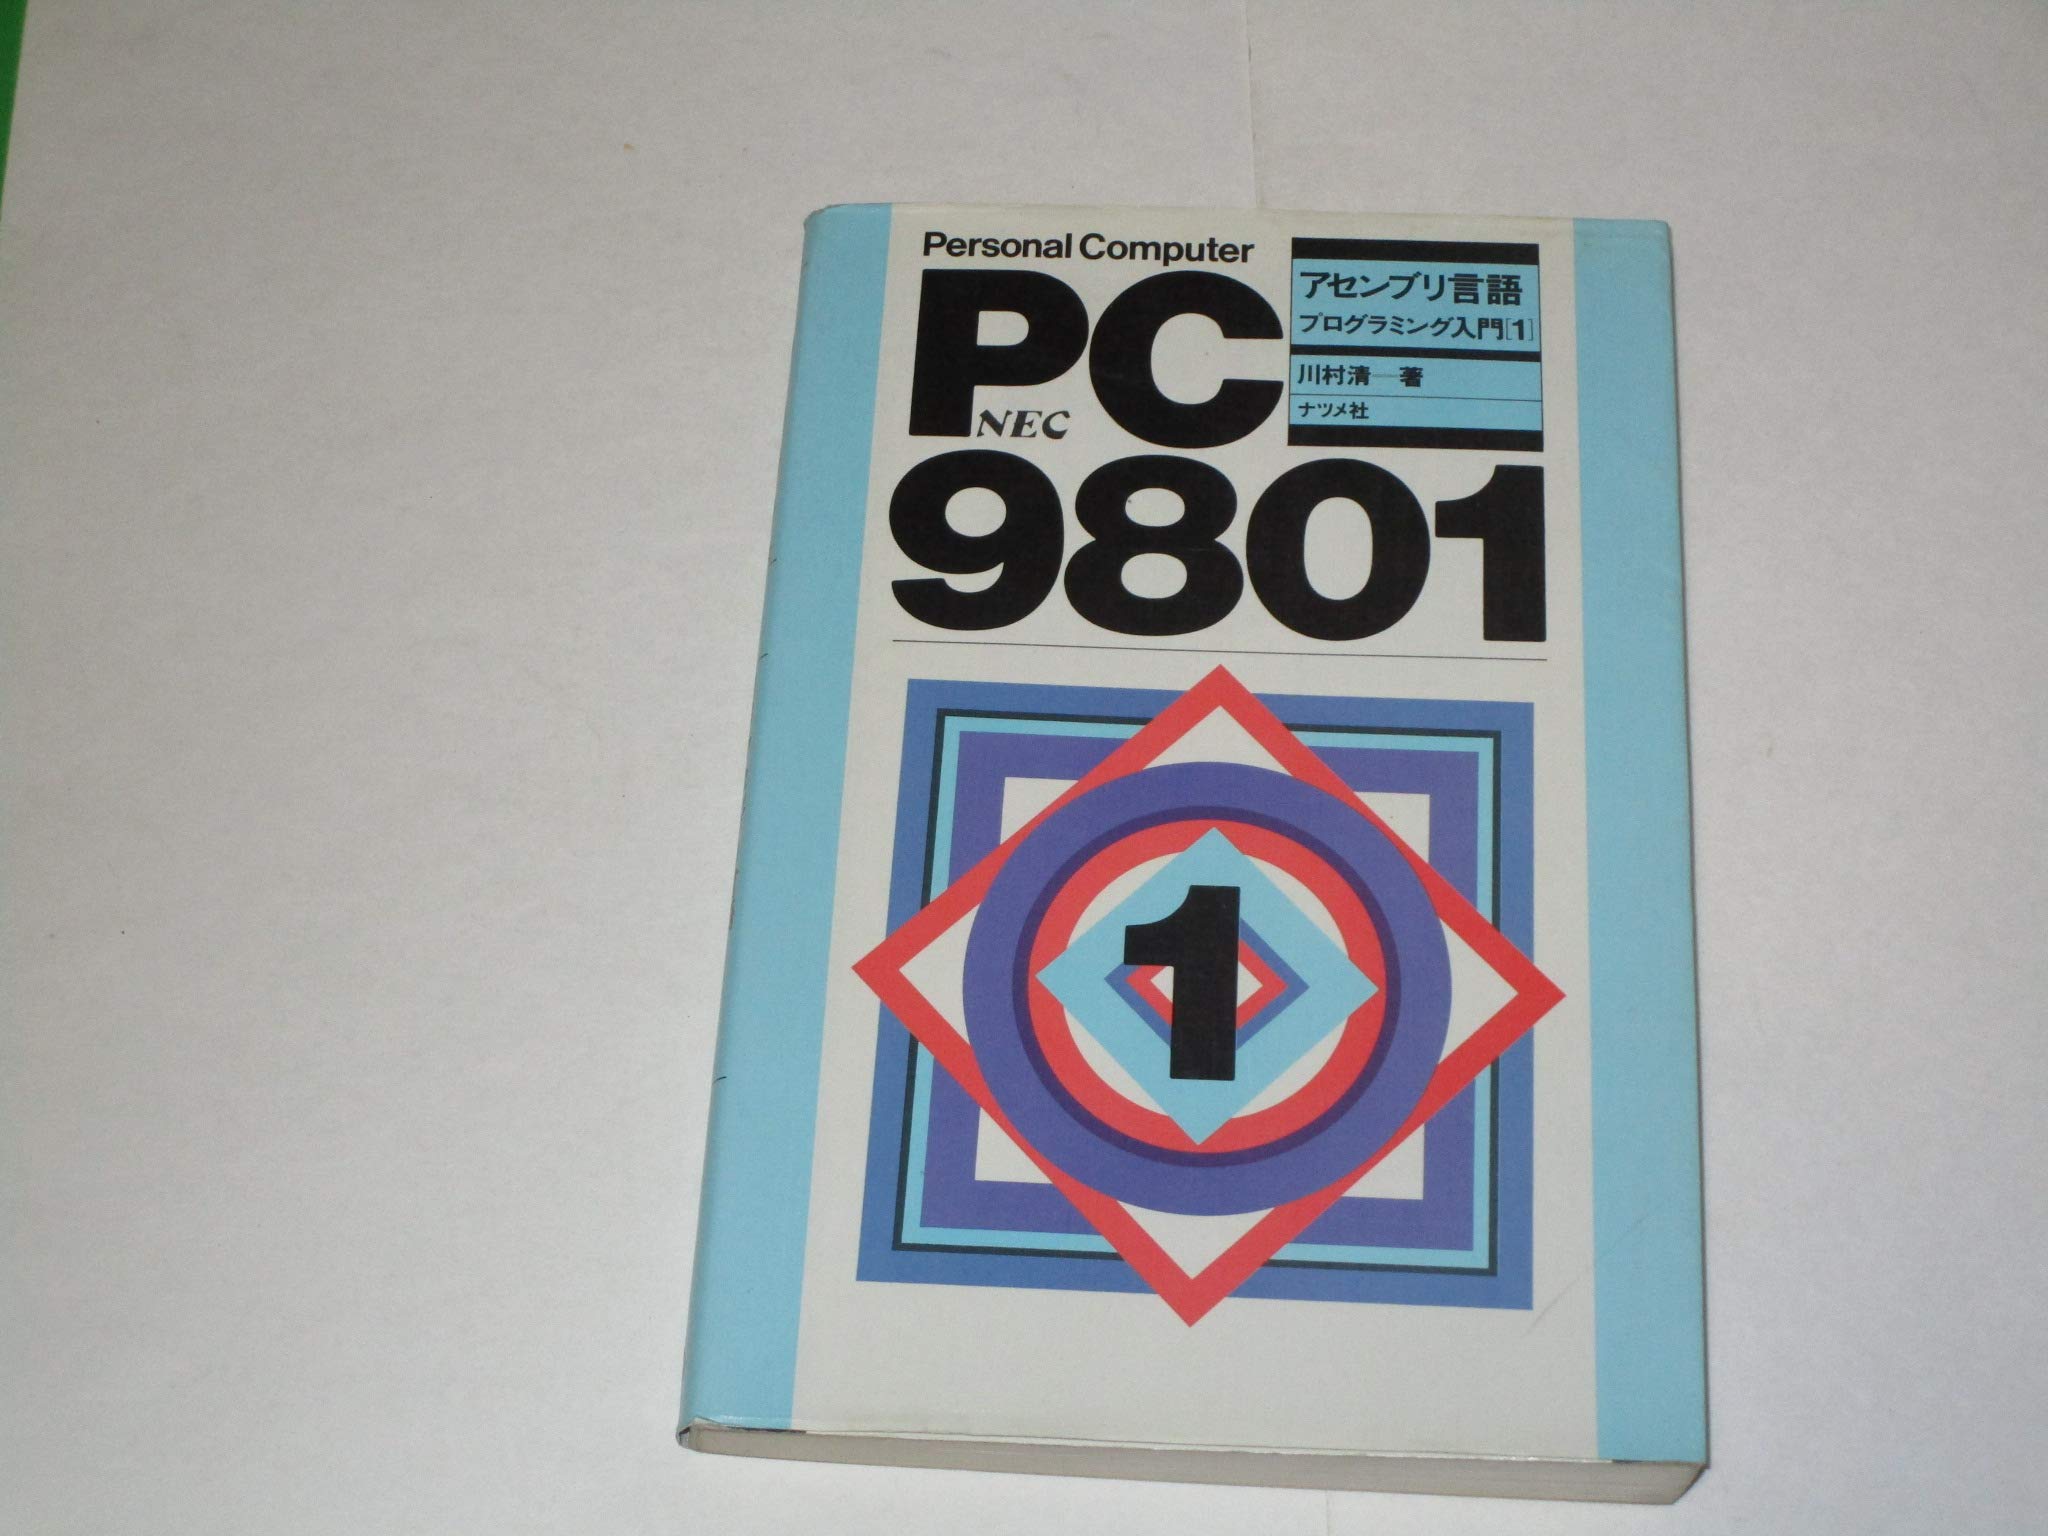 Personal Computer
PC
NEC
9801
アセンブリ言語
プログラミング入門[1]
川村清―著
ナツメ社
1